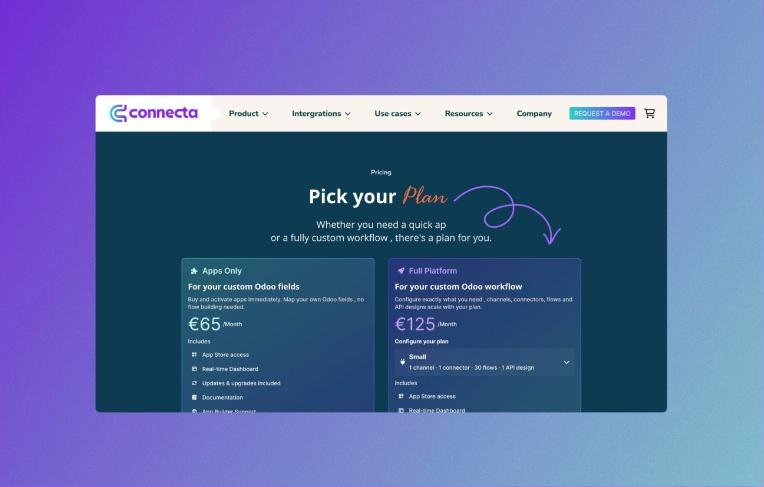 connecta
Product
Intergrations
Use cases
Resources
Company
REQUEST A DEMO
Pricing
Pick your Plan
Whether you need a quick ap
or a fully custom workflow , there's a plan for you.
Apps Only
For your custom Odoo fields
Buy and activate apps immediately. Map your own Odoo fields , no
flow building needed.
€65 /Month
Includes
App Store access
Real-time Dashboard
Updates & upgrades included
Documentation
App Builder Support
Full Platform
For your custom Odoo workflow
Configure exactly what you need , channels, connectors, flows and
API designs scale with your plan.
€125 /Month
Configure your plan
Small
1 channel · 1 connector · 30 flows · 1 API design
Includes
App Store access
Real-time Dashboard